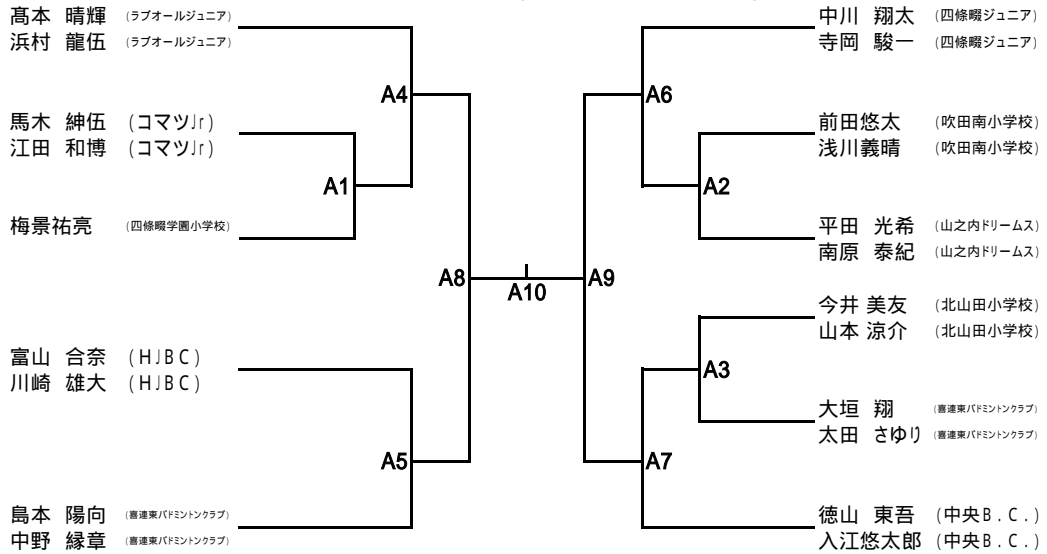 髙本 晴輝 (ラブオールジュニア)
浜村 龍伍 (ラブオールジュニア)
A4
馬木 紳伍 (コマツJr)
江田 和博 (コマツJr)
A1
梅景祐亮 (四條畷学園小学校)
A8
富山 合奈 (HJBC)
川崎 雄大 (HJBC)
A5
島本 陽向 (喜連東バドミントンクラブ)
中野 縁章 (喜連東バドミントンクラブ)
A10
中川 翔太 (四條畷ジュニア)
寺岡 駿一 (四條畷ジュニア)
A6
前田悠太 (吹田南小学校)
浅川義晴 (吹田南小学校)
A2
平田 光希 (山之内ドリームス)
南原 泰紀 (山之内ドリームス)
A9
今井 美友 (北山田小学校)
山本 涼介 (北山田小学校)
A3
大垣 翔 (喜連東バドミントンクラブ)
太田 さゆり (喜連東バドミントンクラブ)
A7
徳山 東吾 (中央B.C.)
入江悠太郎 (中央B.C.)